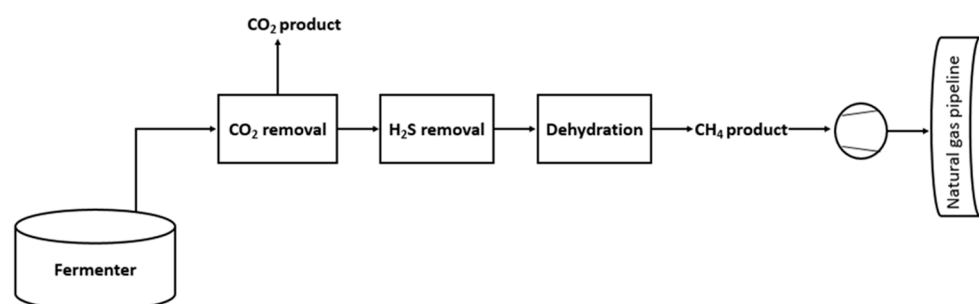 CO₂ product
CO₂ removal
H₂S removal
Dehydration
CH₄ product
Natural gas pipeline
Fermenter